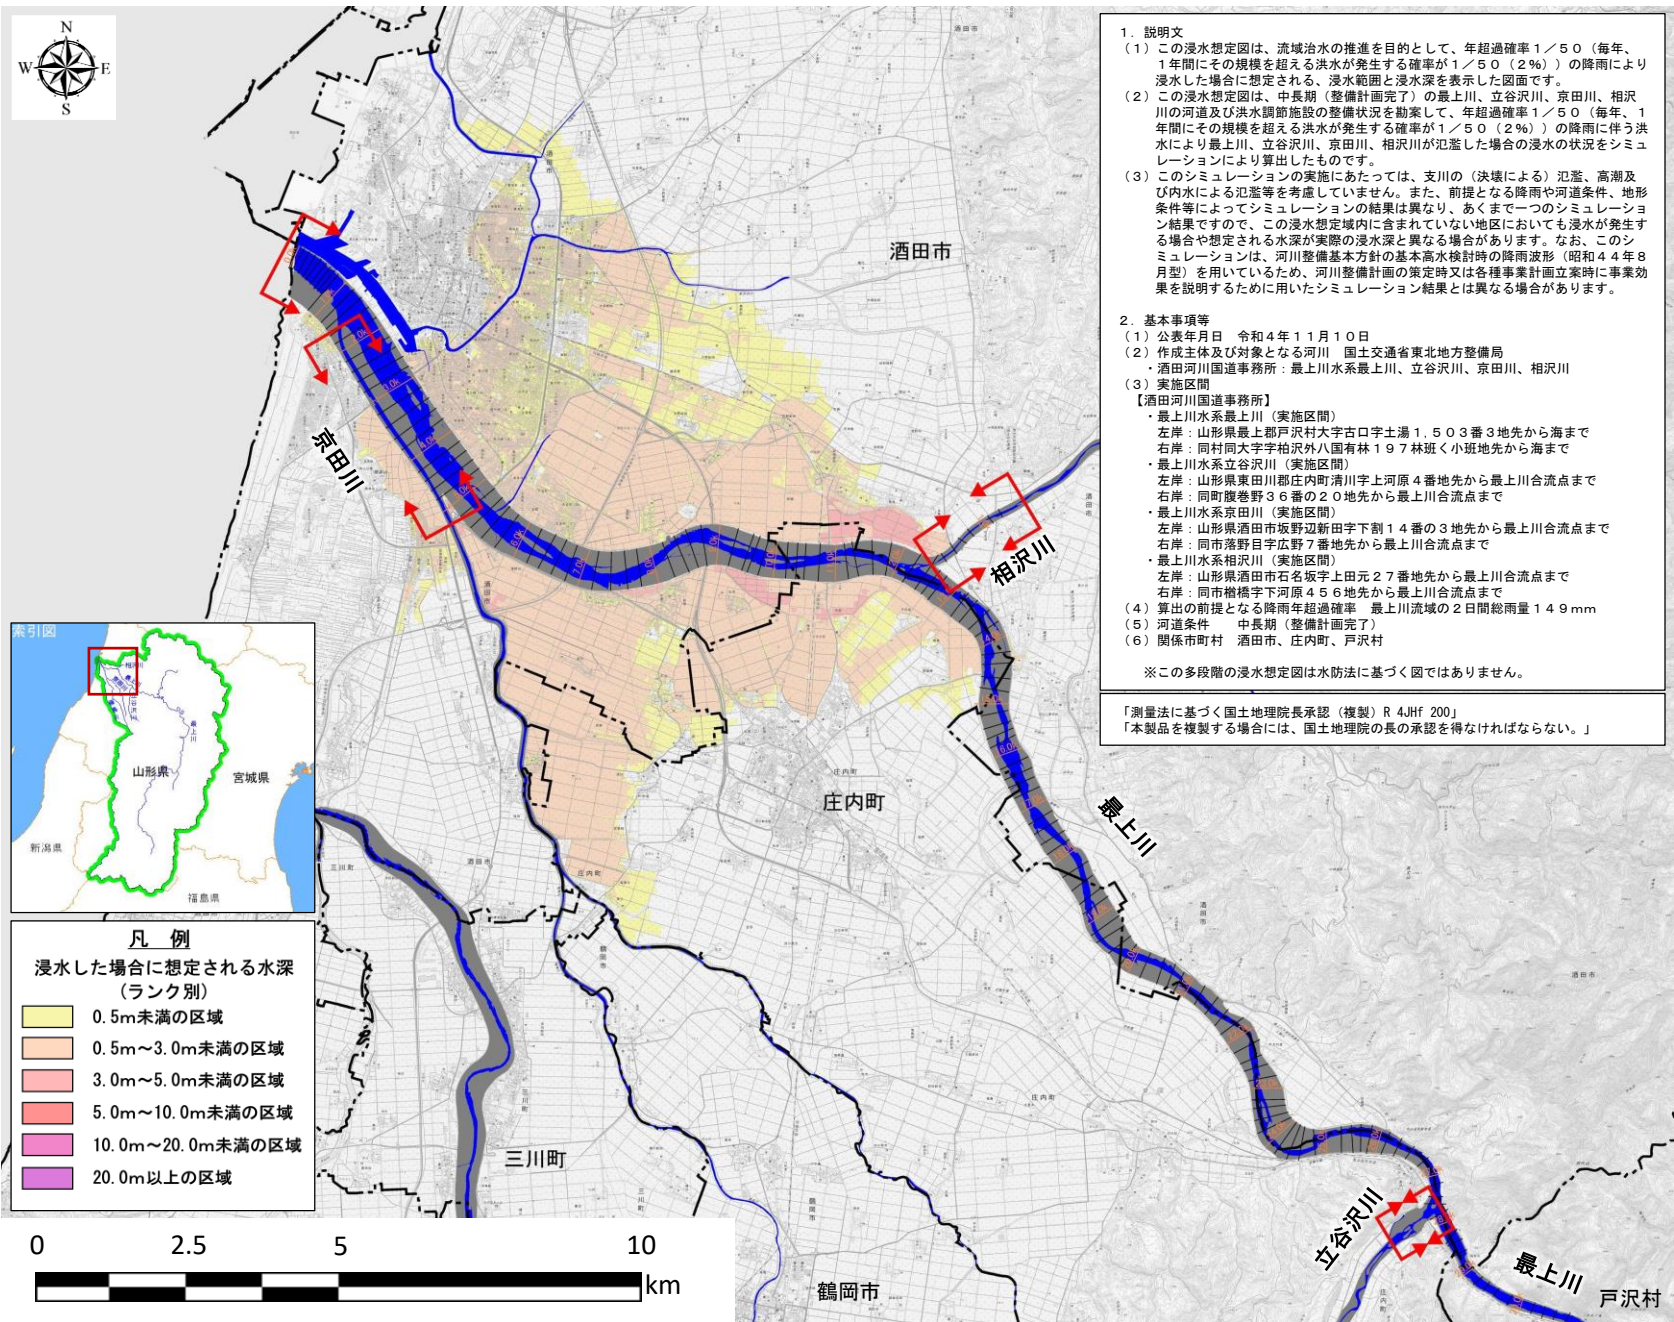 N
W E
S
1. 説明文
(1) この浸水想定図は、流域治水の推進を目的として、年超過確率1/50(毎年、
1年間にその規模を超える洪水が発生する確率が1/50(2%))の降雨により
浸水した場合に想定される、浸水範囲と浸水深を表示した図面です。
(2) この浸水想定図は、中長期(整備計画完了)の最上川、立谷沢川、京田川、相沢
川の河道及び洪水調節施設の整備状況を勘案して、年超過確率1/50(毎年、1
年間にその規模を超える洪水が発生する確率が1/50(2%))の降雨に伴う洪
水により最上川、立谷沢川、京田川、相沢川が氾濫した場合の浸水の状況をシミュ
レーションにより算出したものです。
(3) このシミュレーションの実施にあたっては、支川の(決壊による)氾濫、高潮及
び内水による氾濫等を考慮していません。また、前提となる降雨や河道条件、地形
条件等によってシミュレーションの結果は異なり、あくまで一つのシミュレーショ
ン結果ですので、この浸水想定域内に含まれていない地区においても浸水が発生す
る場合や想定される水深が実際の浸水深と異なる場合があります。なお、このシ
ミュレーションは、河川整備基本方針の基本高水検討時の降雨波形(昭和44年8
月型)を用いているため、河川整備計画の策定時又は各種事業計画立案時に事業効
果を説明するために用いたシミュレーション結果とは異なる場合があります。
2. 基本事項等
(1) 公表年月日 令和4年11月10日
(2) 作成主体及び対象となる河川 国土交通省東北地方整備局
・酒田河川国道事務所:最上川水系最上川、立谷沢川、京田川、相沢川
(3) 実施区間
【酒田河川国道事務所】
・最上川水系最上川(実施区間)
左岸:山形県最上郡戸沢村大字古口字土湯1,503番3地先から海まで
右岸:同村同大字字柏沢外八国有林197林班く小班地先から海まで
・最上川水系立谷沢川(実施区間)
左岸:山形県東田川郡庄内町清川字上河原4番地先から最上川合流点まで
右岸:同町腹巻野36番の20地先から最上川合流点まで
・最上川水系京田川(実施区間)
左岸:山形県酒田市坂野辺新田字下割14番の3地先から最上川合流点まで
右岸:同市落野目字広野7番地先から最上川合流点まで
・最上川水系相沢川(実施区間)
左岸:山形県酒田市石名坂字上田元27番地先から最上川合流点まで
右岸:同市楢橋字下河原456地先から最上川合流点まで
(4) 算出の前提となる降雨年超過確率 最上川流域の2日間総雨量149mm
(5) 河道条件 中長期(整備計画完了)
(6) 関係市町村 酒田市、庄内町、戸沢村
※この多段階の浸水想定図は水防法に基づく図ではありません。
「測量法に基づく国土地理院長承認(複製)R 4JHf 200」
「本製品を複製する場合には、国土地理院の長の承認を得なければならない。」
酒田市
京田川
相沢川
庄内町
最上川
三川町
立谷沢川
最上川
鶴岡市
戸沢村
索引図
山形県
宮城県
新潟県
福島県
最上川
凡 例
浸水した場合に想定される水深
(ランク別)
0.5m未満の区域
0.5m~3.0m未満の区域
3.0m~5.0m未満の区域
5.0m~10.0m未満の区域
10.0m~20.0m未満の区域
20.0m以上の区域
0 2.5 5 10
km